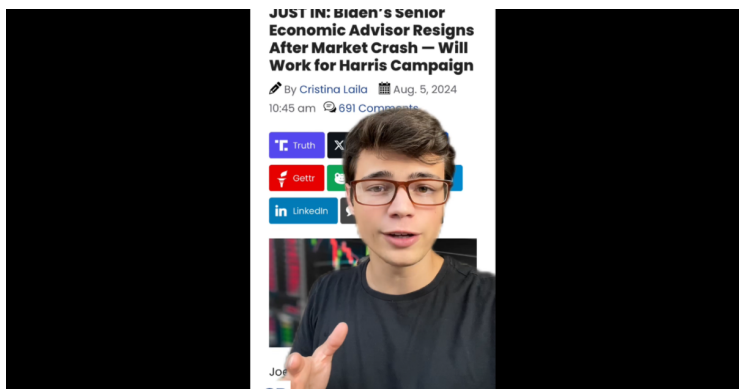 JUST IN: Biden's Senior
Economic Advisor Resigns
After Market Crash — Will
Work for Harris Campaign
By Cristina Laila Aug. 5, 2024
10:45 am 691 Comments
Truth X
Gettr
in LinkedIn
Joe